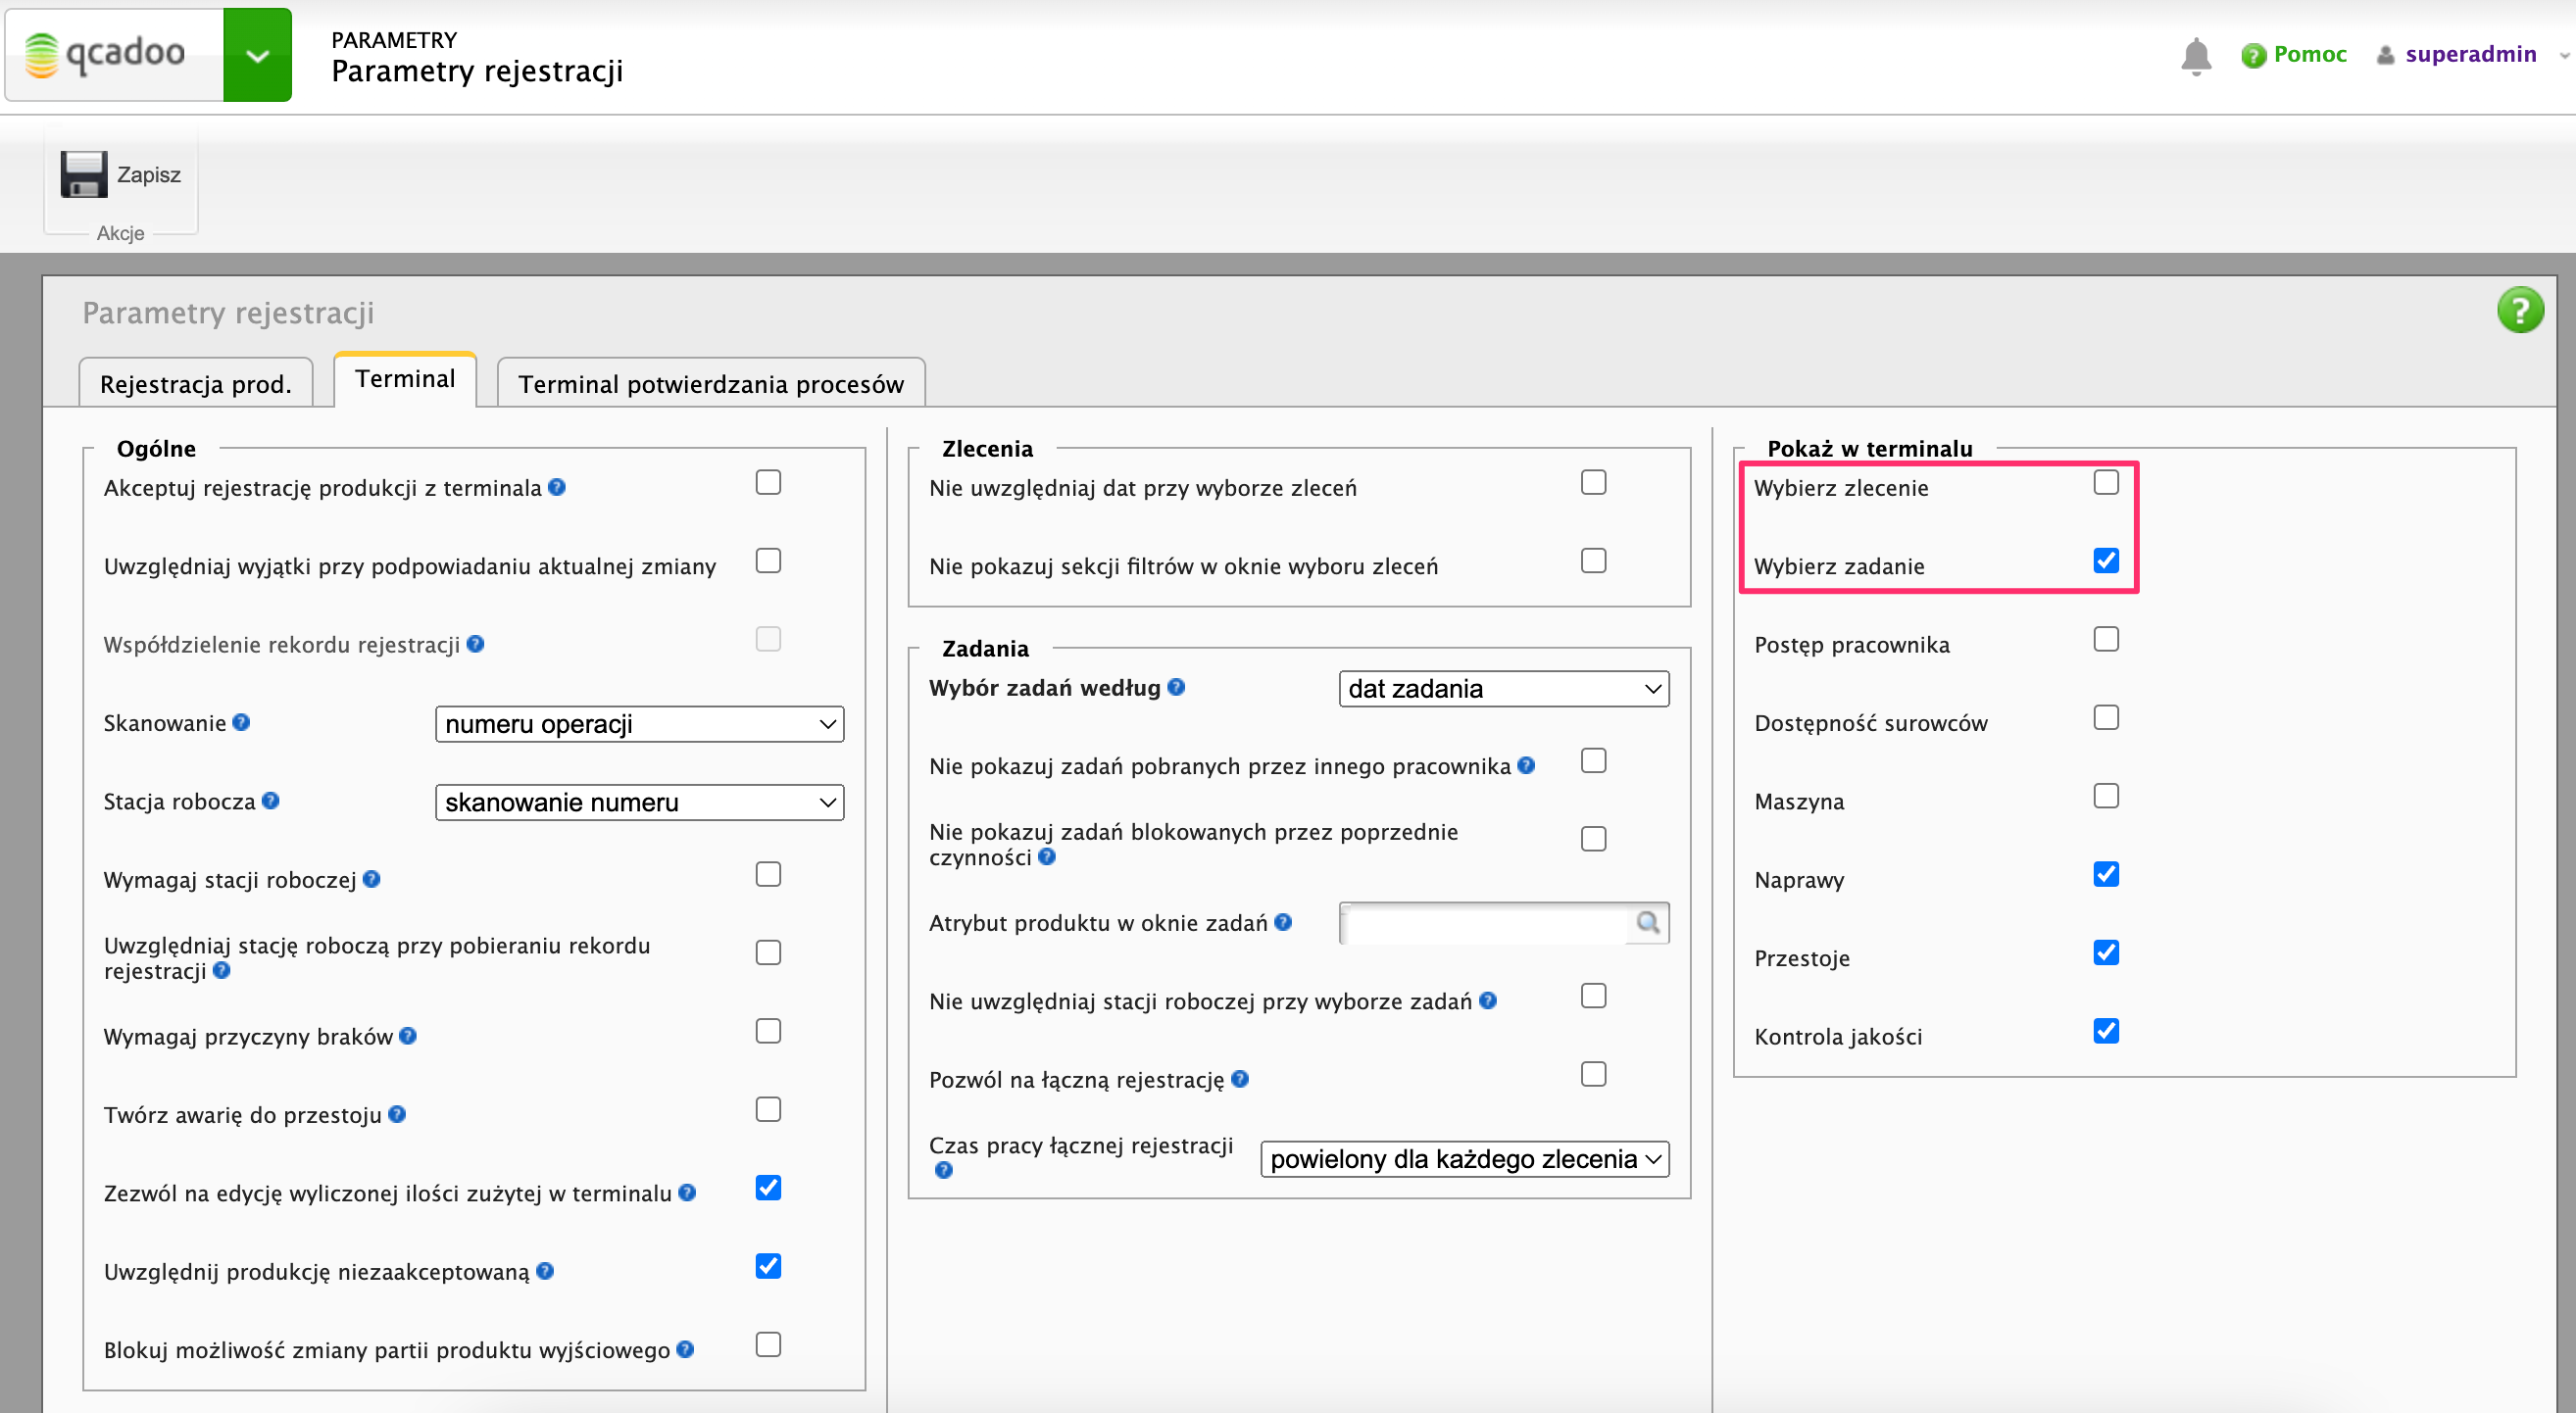 qcadoo
PARAMETRY
Parametry rejestracji
Pomoc
superadmin
Zapisz
Akcje
Parametry rejestracji
Rejestracja prod.
Terminal
Terminal potwierdzania procesów
Ogólne
Akceptuj rejestrację produkcji z terminala
Uwzględniaj wyjątki przy podpowiadaniu aktualnej zmiany
Współdzielenie rekordu rejestracji
Skanowanie
numeru operacji
Stacja robocza
skanowanie numeru
Wymagaj stacji roboczej
Uwzględniaj stację roboczą przy pobieraniu rekordu
rejestracji
Wymagaj przyczyny braków
Twórz awarię do przestoju
Zezwól na edycję wyliczonej ilości zużytej w terminalu
Uwzględnij produkcję niezaakceptowaną
Blokuj możliwość zmiany partii produktu wyjściowego
Zlecenia
Nie uwzględniaj dat przy wyborze zleceń
Nie pokazuj sekcji filtrów w oknie wyboru zleceń
Zadania
Wybór zadań według
dat zadania
Nie pokazuj zadań pobranych przez innego pracownika
Nie pokazuj zadań blokowanych przez poprzednie
czynności
Atrybut produktu w oknie zadań
Nie uwzględniaj stacji roboczej przy wyborze zadań
Pozwól na łączną rejestrację
Czas pracy łącznej rejestracji
powielony dla każdego zlecenia
Pokaż w terminalu
Wybierz zlecenie
Wybierz zadanie
Postęp pracownika
Dostępność surowców
Maszyna
Naprawy
Przestoje
Kontrola jakości